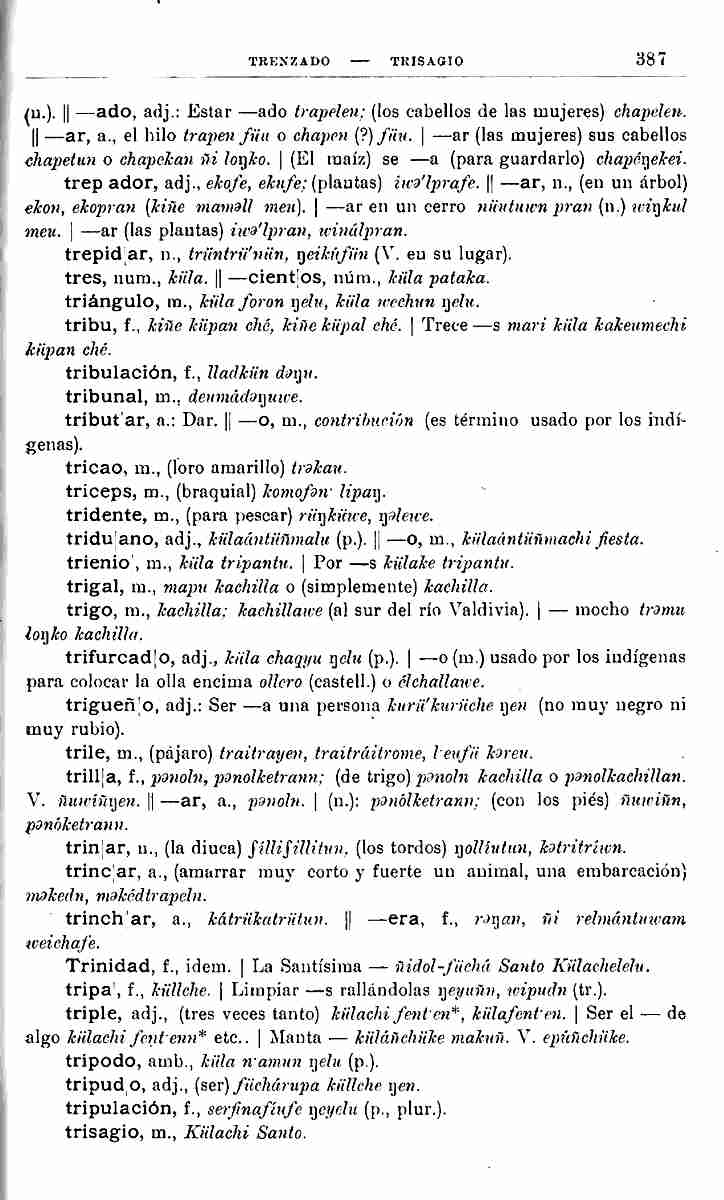 TRENZADO — TRISAGIO 387
(n.). || —ado, adj.: Estar —ado trapelen; (los cabellos de las mujeres) chapelen.
|| —ar, a., el hilo trapen füu o chapen (?) füu. | —ar (las mujeres) sus cabellos
chapetun o chapekan ñi loŋko. | (El maíz) se —a (para guardarlo) chapéŋekei.
trep ador, adj., ekofe, ekufe; (plantas) iwə'lprafe. || —ar, n., (en un árbol)
ekon, ekopran (kiñe maməll meu). | —ar en un cerro nüntuwn pran (n.) wiŋkul
meu. | —ar (las plantas) iwə'lpran, winálpran.
trepid¦ar, n., trüntrü'nün, ŋeikúfün (V. eu su lugar).
tres, num., küla. || —cient¦os, núm., küla pataka.
triángulo, m., küla foron ŋelu, küla wechun ŋelu.
tribu, f., kiñe küpan ché, kiñe küpal ché. | Trece —s mari küla kakeumechi
küpan ché.
tribulación, f., lladkün dəŋu.
tribunal, m., deumádəŋuwe.
tribut¦ar, a.: Dar. || —o, m., contribución (es término usado por los indí-
genas).
tricao, m., (loro amarillo) trəkau.
triceps, m., (braquial) komofən· lipaŋ.
tridente, m., (para pescar) rüŋküwe, ŋəlewe.
tridu¦ano, adj., külaántüñmalu (p.). || —o, m., külaántüñmachi fiesta.
trienio¦, m., küla tripantu. | Por —s külake tripantu.
trigal, m., mapu kachilla o (simplemente) kachilla.
trigo, m., kachilla; kachillawe (al sur del río Valdivia). | — mocho trəmu
loŋko kachilla.
trifurcad¦o, adj., küla chaqyu ŋelu (p.). | —o (m.) usado por los indígenas
para colocar la olla encima ollero (castell.) o élchallawe.
trigueñ¦o, adj.: Ser —a una persona kurü'kurüche ŋen (no muy negro ni
muy rubio).
trile, m., (pájaro) traitrayen, traitráitrome, l·eufü kəreu.
trill¦a, f., pənoln, pənolketrann; (de trigo) pənoln kachilla o pənolkachillan.
V. ñuwiñŋen. || —ar, a., pənoln. | (n.): pənólketrann; (con los piés) ñuwiñn,
pənóketrann.
trin¦ar, n., (la diuca) ſillifillitun, (los tordos) ŋollíutun, kətritríwn.
trinc¦ar, a., (amarrar muy corto y fuerte un animal, una embarcación)
məkedn, məkédtrapeln.
trinch¦ar, a., kátrükatrütun. || —era, f., rəŋan, ñi relmántuwam
weichafe.
Trinidad, f., idem. | La Santísima — ñidol-füchá Santo Külachelelu.
tripa¦, f., küllche. | Limpiar —s rallándolas ŋeyuñn, wipudn (tr.).
triple, adj., (tres veces tanto) külachi fent·en*, külafent·en. | Ser el — de
algo külachi fent·enn* etc.. | Manta — küláñchüke makuñ. V. epúñchüke.
tripodo, amb., küla n·amun ŋelu (p.).
tripud¦o, adj., (ser) füchárupa küllche ŋen.
tripulación, f., serfinafiufe ŋeyelu (p., plur.).
trisagio, m., Külachi Santo.